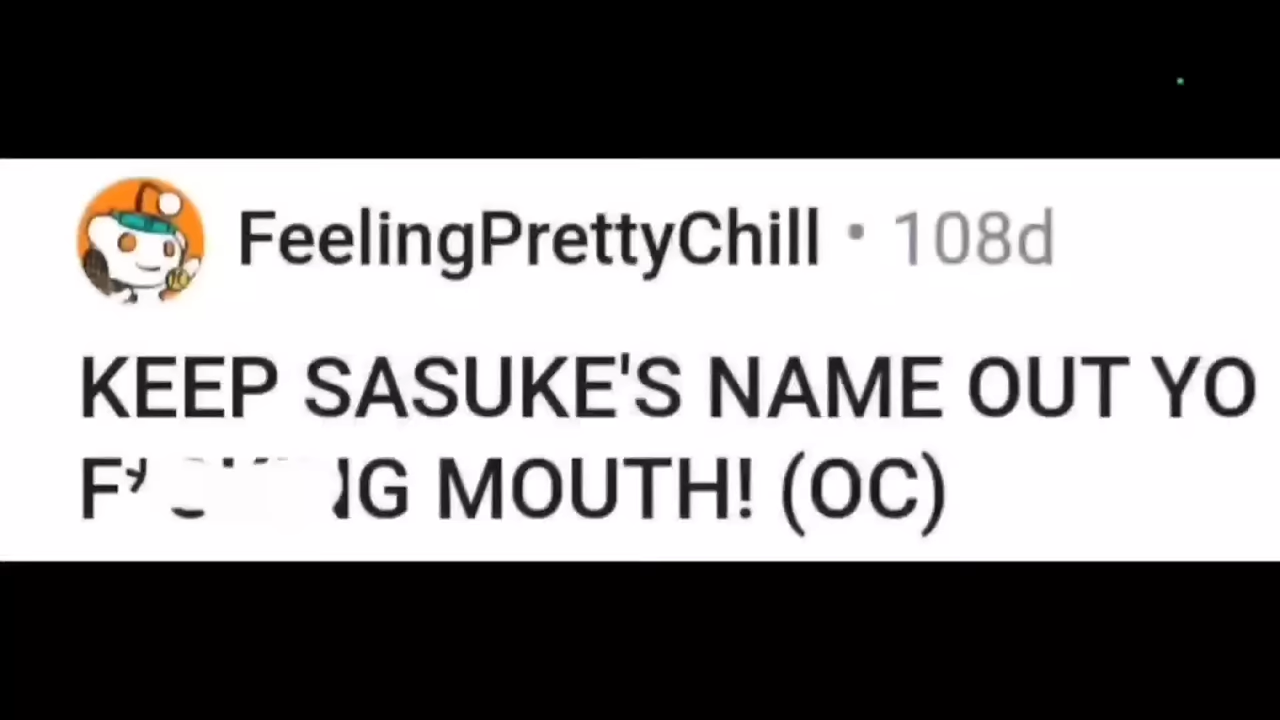 FeelingPrettyChill • 108d
KEEP SASUKE'S NAME OUT YO
MOUTH! (OC)